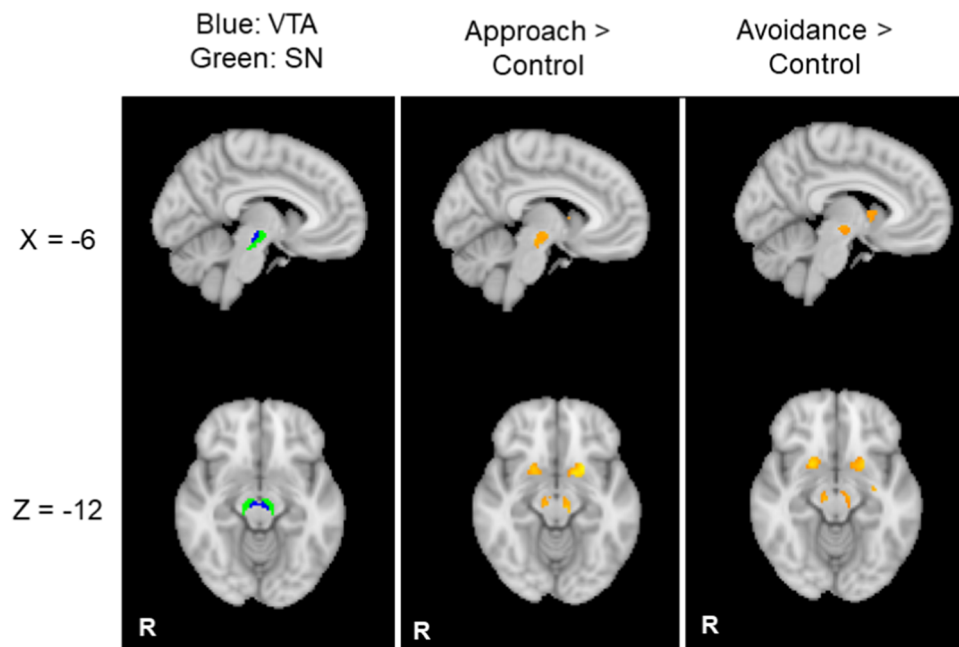 Blue: VTA
Green: SN
Approach >
Control
Avoidance >
Control
X = -6
Z = -12
R
R
R